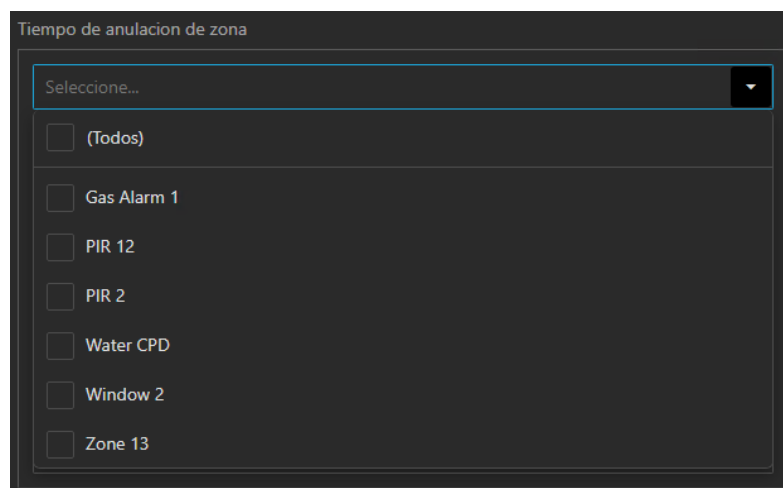 Tiempo de anulacion de zona
Seleccione...
(Todos)
Gas Alarm 1
PIR 12
PIR 2
Water CPD
Window 2
Zone 13